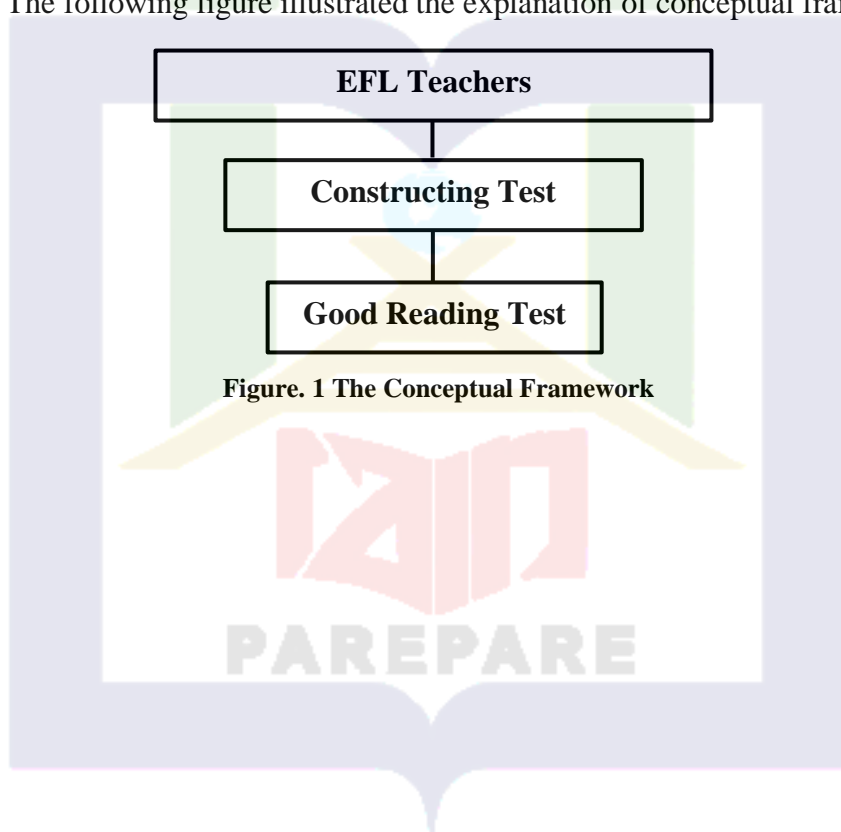 The following figure illustrated the explanation of conceptual
EFL Teachers
Constructing Test
Good Reading Test
Figure. 1 The Conceptual Framework
iain
PAREPARE